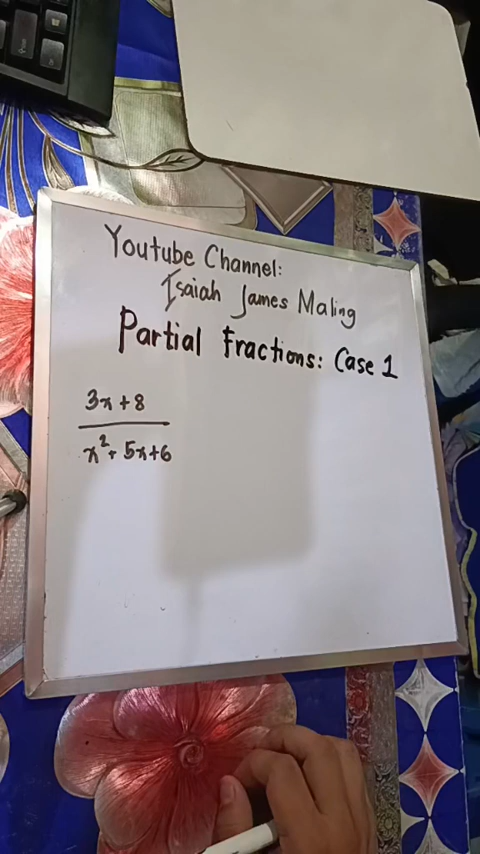 Youtube Channel:
Isaiah James Maling
Partial Fractions: Case 1
3x+8
x²+5x+6